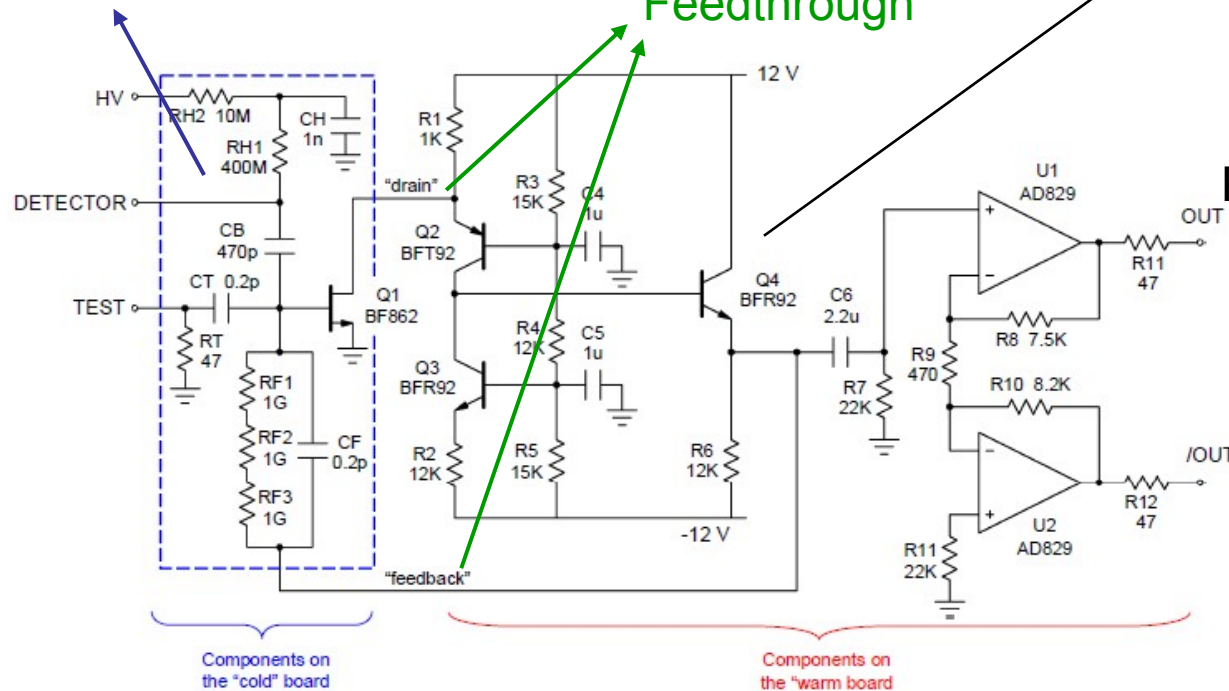 Feedthrough
12 V
HV
RH2 10M
CH
1n
RH1
400M
R1
1K
"drain"
R3
15K
C4
1u
U1
AD829
DETECTOR
OUT
CB
470p
Q2
BFT92
R11
47
CT 0.2p
TEST
Q1
BF862
Q4
BFR92
C6
2.2u
RT
47
R4
12K
C5
1u
R8 7.5K
R9
470
RF1
1G
Q3
BFR92
R7
22K
R10 8.2K
RF2
1G
CF
0.2p
R2
12K
R5
15K
R6
12K
/OUT
RF3
1G
R12
47
-12 V
U2
AD829
R11
22K
"feedback"
Components on
the "cold" board
Components on
the "warm board